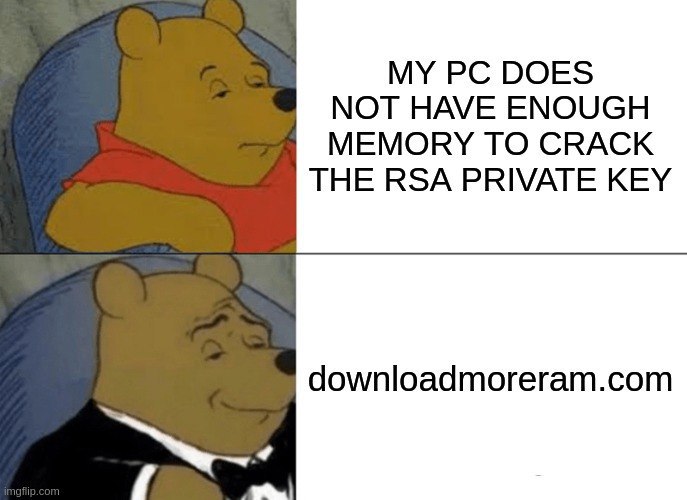 MY PC DOES
NOT HAVE ENOUGH
MEMORY TO CRACK
THE RSA PRIVATE KEY
downloadmoreram.com
imgflip.com